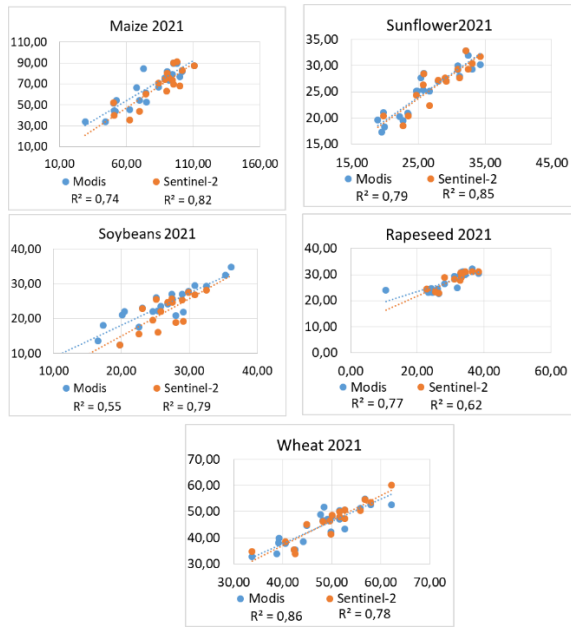 Maize 2021
110,00
90,00
70,00
50,00
30,00
10,00
10,00 60,00 110,00 160,00
Modis Sentinel-2
R² = 0,74 R² = 0,82
Sunflower2021
35,00
30,00
25,00
20,00
15,00
15,00 25,00 35,00 45,00
Modis Sentinel-2
R² = 0,79 R² = 0,85
Soybeans 2021
40,00
30,00
20,00
10,00
10,00 20,00 30,00 40,00
Modis Sentinel-2
R² = 0,55 R² = 0,79
Rapeseed 2021
40,00
30,00
20,00
10,00
0,00
0,00 20,00 40,00 60,00
Modis Sentinel-2
R² = 0,77 R² = 0,62
Wheat 2021
70,00
60,00
50,00
40,00
30,00
30,00 40,00 50,00 60,00 70,00
Modis Sentinel-2
R² = 0,86 R² = 0,78